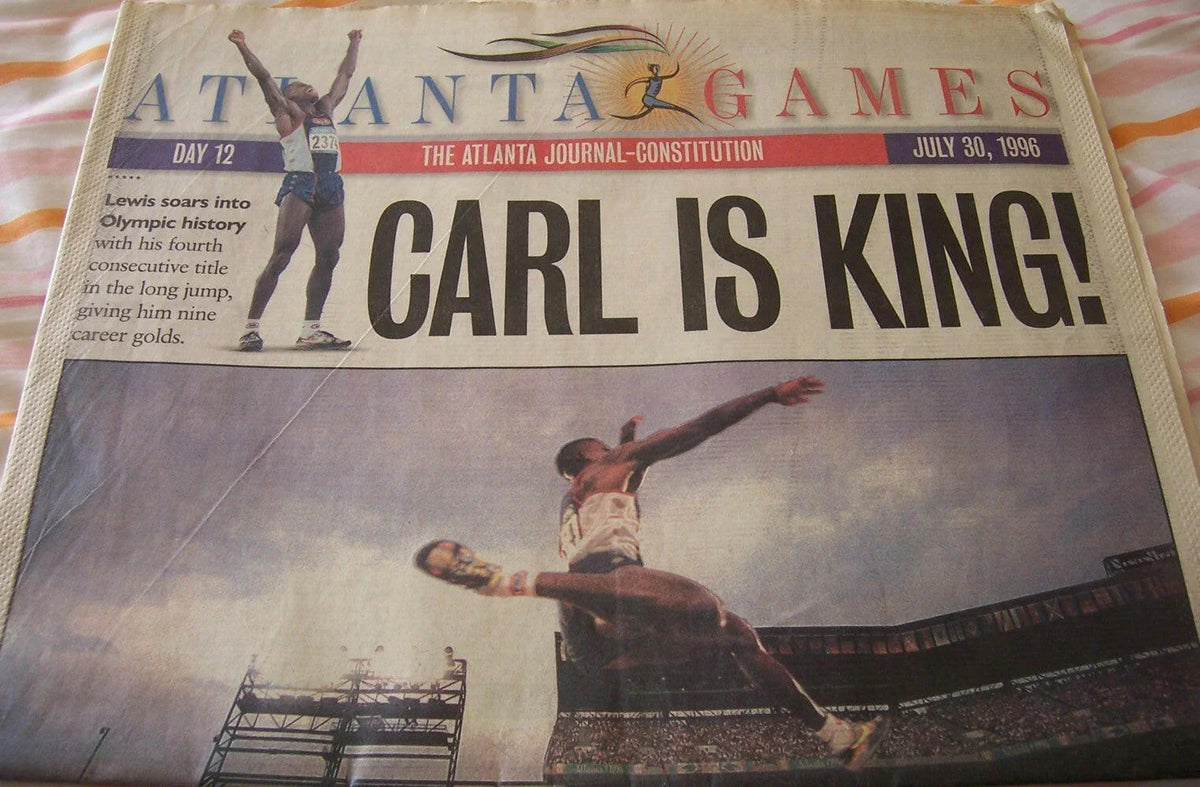 ATLANTA GAMES
DAY 12
THE ATLANTA JOURNAL-CONSTITUTION
JULY 30, 1996
Lewis soars into
Olympic history
with his fourth
consecutive title
in the long jump,
giving him nine
career golds.
CARL IS KING!